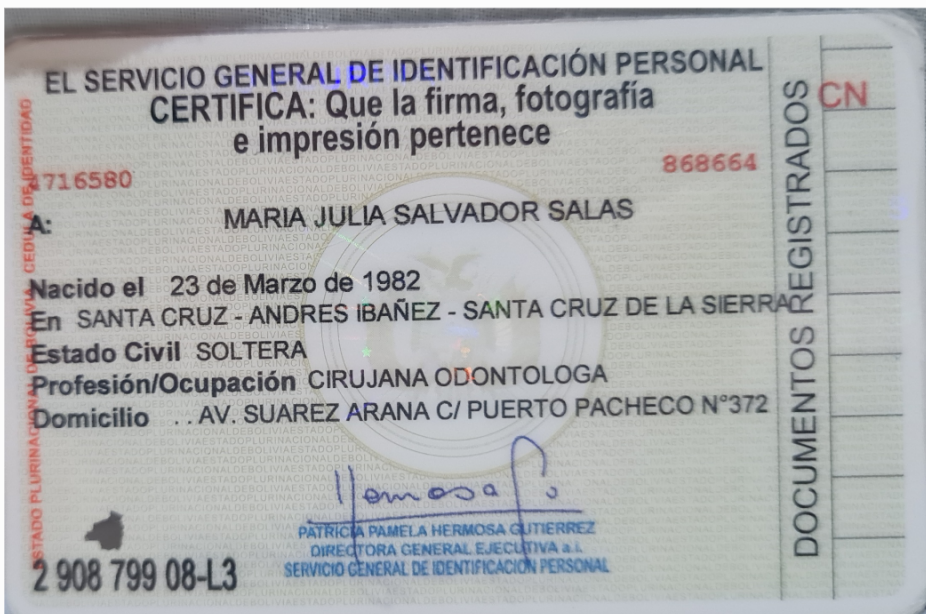 EL SERVICIO GENERAL DE IDENTIFICACIÓN PERSONAL
CERTIFICA: Que la firma, fotografía
e impresión pertenece
4716580
868664
A: MARIA JULIA SALVADOR SALAS
Nacido el 23 de Marzo de 1982
En SANTA CRUZ - ANDRES IBAÑEZ - SANTA CRUZ DE LA SIERRA
Estado Civil SOLTERA
Profesión/Ocupación CIRUJANA ODONTOLOGA
Domicilio . . AV. SUAREZ ARANA C/ PUERTO PACHECO N°372
Hermosa G.
PATRICIA PAMELA HERMOSA GUTIERREZ
DIRECTORA GENERAL EJECUTIVA a.i.
SERVICIO GENERAL DE IDENTIFICACIÓN PERSONAL
2 908 799 08-L3
ESTADO PLURINACIONAL DE BOLIVIA CEDULA DE IDENTIDAD
DOCUMENTOS REGISTRADOS
CN